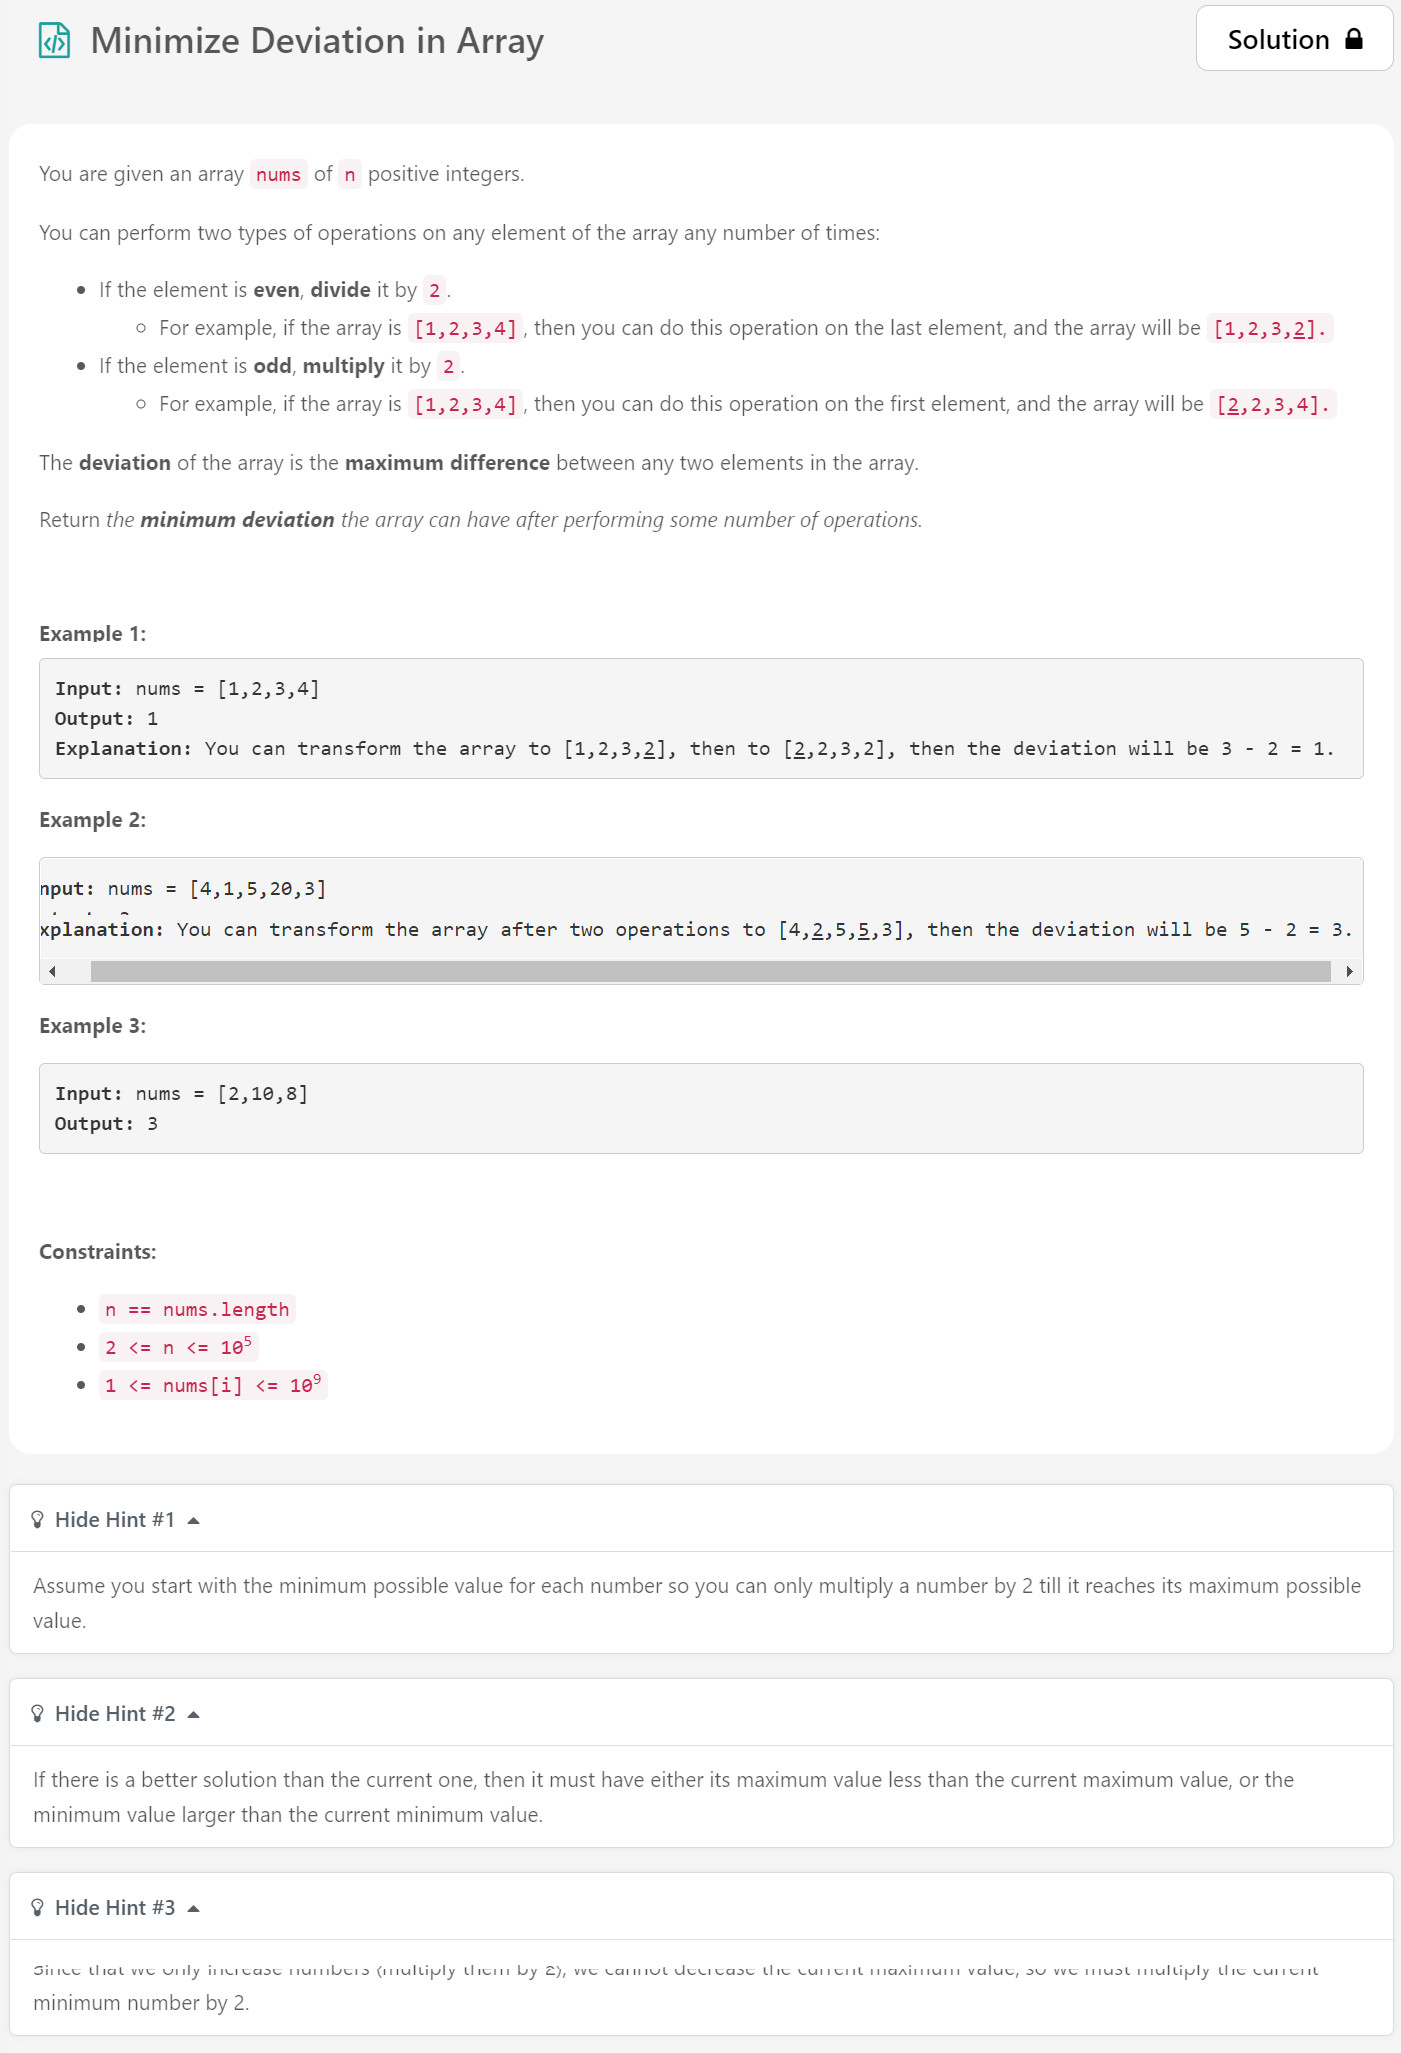 Minimize Deviation in Array
Solution
You are given an array nums of n positive integers.
You can perform two types of operations on any element of the array any number of times:
If the element is even, divide it by 2.
For example, if the array is [1,2,3,4], then you can do this operation on the last element, and the array will be [1,2,3,2].
If the element is odd, multiply it by 2.
For example, if the array is [1,2,3,4], then you can do this operation on the first element, and the array will be [2,2,3,4].
The deviation of the array is the maximum difference between any two elements in the array.
Return the minimum deviation the array can have after performing some number of operations.
Example 1:
Input: nums = [1,2,3,4]
Output: 1
Explanation: You can transform the array to [1,2,3,2], then to [2,2,3,2], then the deviation will be 3 - 2 = 1.
Example 2:
nput: nums = [4,1,5,20,3]
xplanation: You can transform the array after two operations to [4,2,5,5,3], then the deviation will be 5 - 2 = 3.
Example 3:
Input: nums = [2,10,8]
Output: 3
Constraints:
n == nums.length
2 <= n <= 10⁵
1 <= nums[i] <= 10⁹
Hide Hint #1
Assume you start with the minimum possible value for each number so you can only multiply a number by 2 till it reaches its maximum possible
value.
Hide Hint #2
If there is a better solution than the current one, then it must have either its maximum value less than the current maximum value, or the
minimum value larger than the current minimum value.
Hide Hint #3
Since that we only increase numbers (multiply them by 2), we cannot decrease the current maximum value, so we must multiply the current
minimum number by 2.